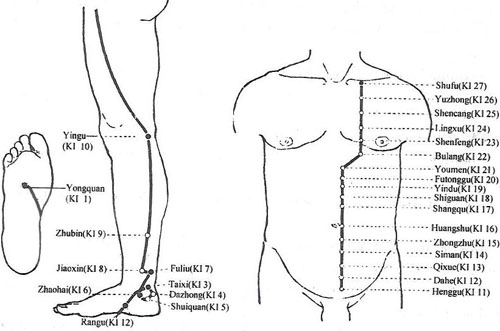 Yingu
(KI 10)
Yongquan
(KI 1)
Zhubin(KI 9)
Jiaoxin(KI 8)
Fuliu(KI 7)
Zhaohai(KI 6)
Taixi(KI 3)
Dazhong(KI 4)
Shuiquan(KI 5)
Rangu(KI 12)
Shufu(KI 27)
Yuzhong(KI 26)
Shencang(KI 25)
Lingxu(KI 24)
Shenfeng(KI 23)
Bulang(KI 22)
Youmen(KI 21)
Futonggu(KI 20)
Yindu(KI 19)
Shiguan(KI 18)
Shangqu(KI 17)
Huangshu(KI 16)
Zhongzhu(KI 15)
Siman(KI 14)
Qixue(KI 13)
Dahe(KI 12)
Henggu(KI 11)